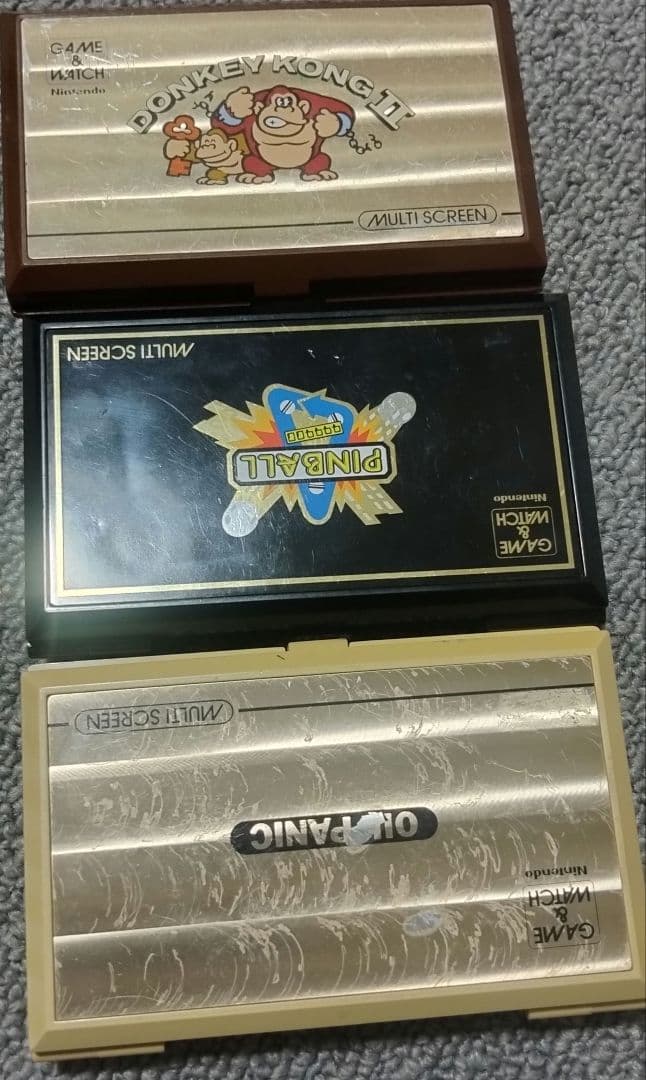 GAME
&
WATCH
Nintendo
DONKEY KONG II
MULTI SCREEN
MULTI SCREEN
PINBALL
Nintendo
GAME
&
WATCH
MULTI SCREEN
OIL PANIC
Nintendo
GAME
&
WATCH